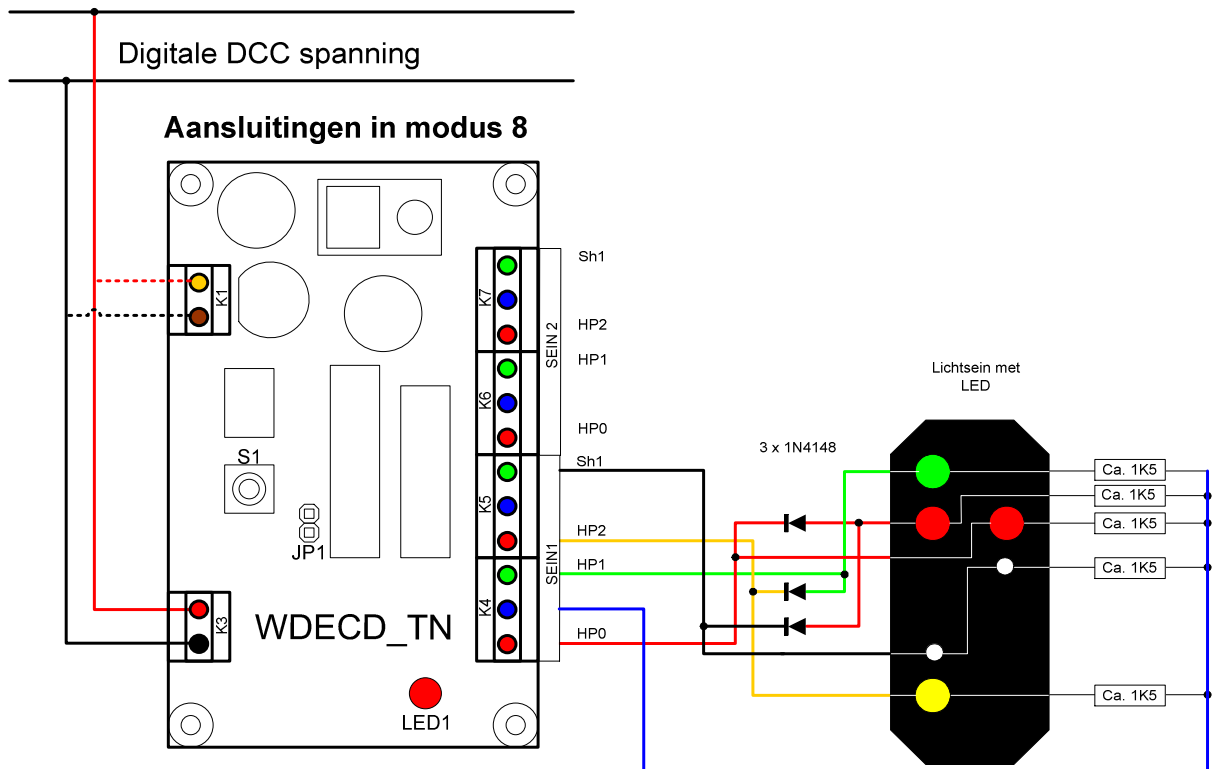 Digitale DCC spanning
Aansluitingen in modus 8
K1
S1
JP1
K3
WDECD_TN
LED1
K7
K6
K5
K4
SEIN 2
SEIN1
Sh1
HP2
HP1
HP0
Sh1
HP2
HP1
HP0
3 x 1N4148
Lichtsein met
LED
Ca. 1K5
Ca. 1K5
Ca. 1K5
Ca. 1K5
Ca. 1K5